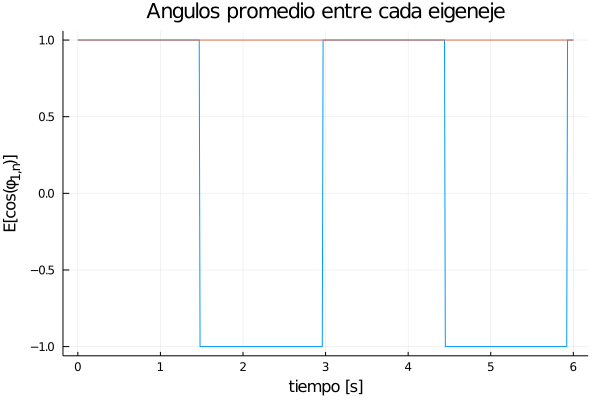 Angulos promedio entre cada eigeneje
E[cos(φ₁,ₙ)]
1.0
0.5
0.0
−0.5
−1.0
0 1 2 3 4 5 6
tiempo [s]